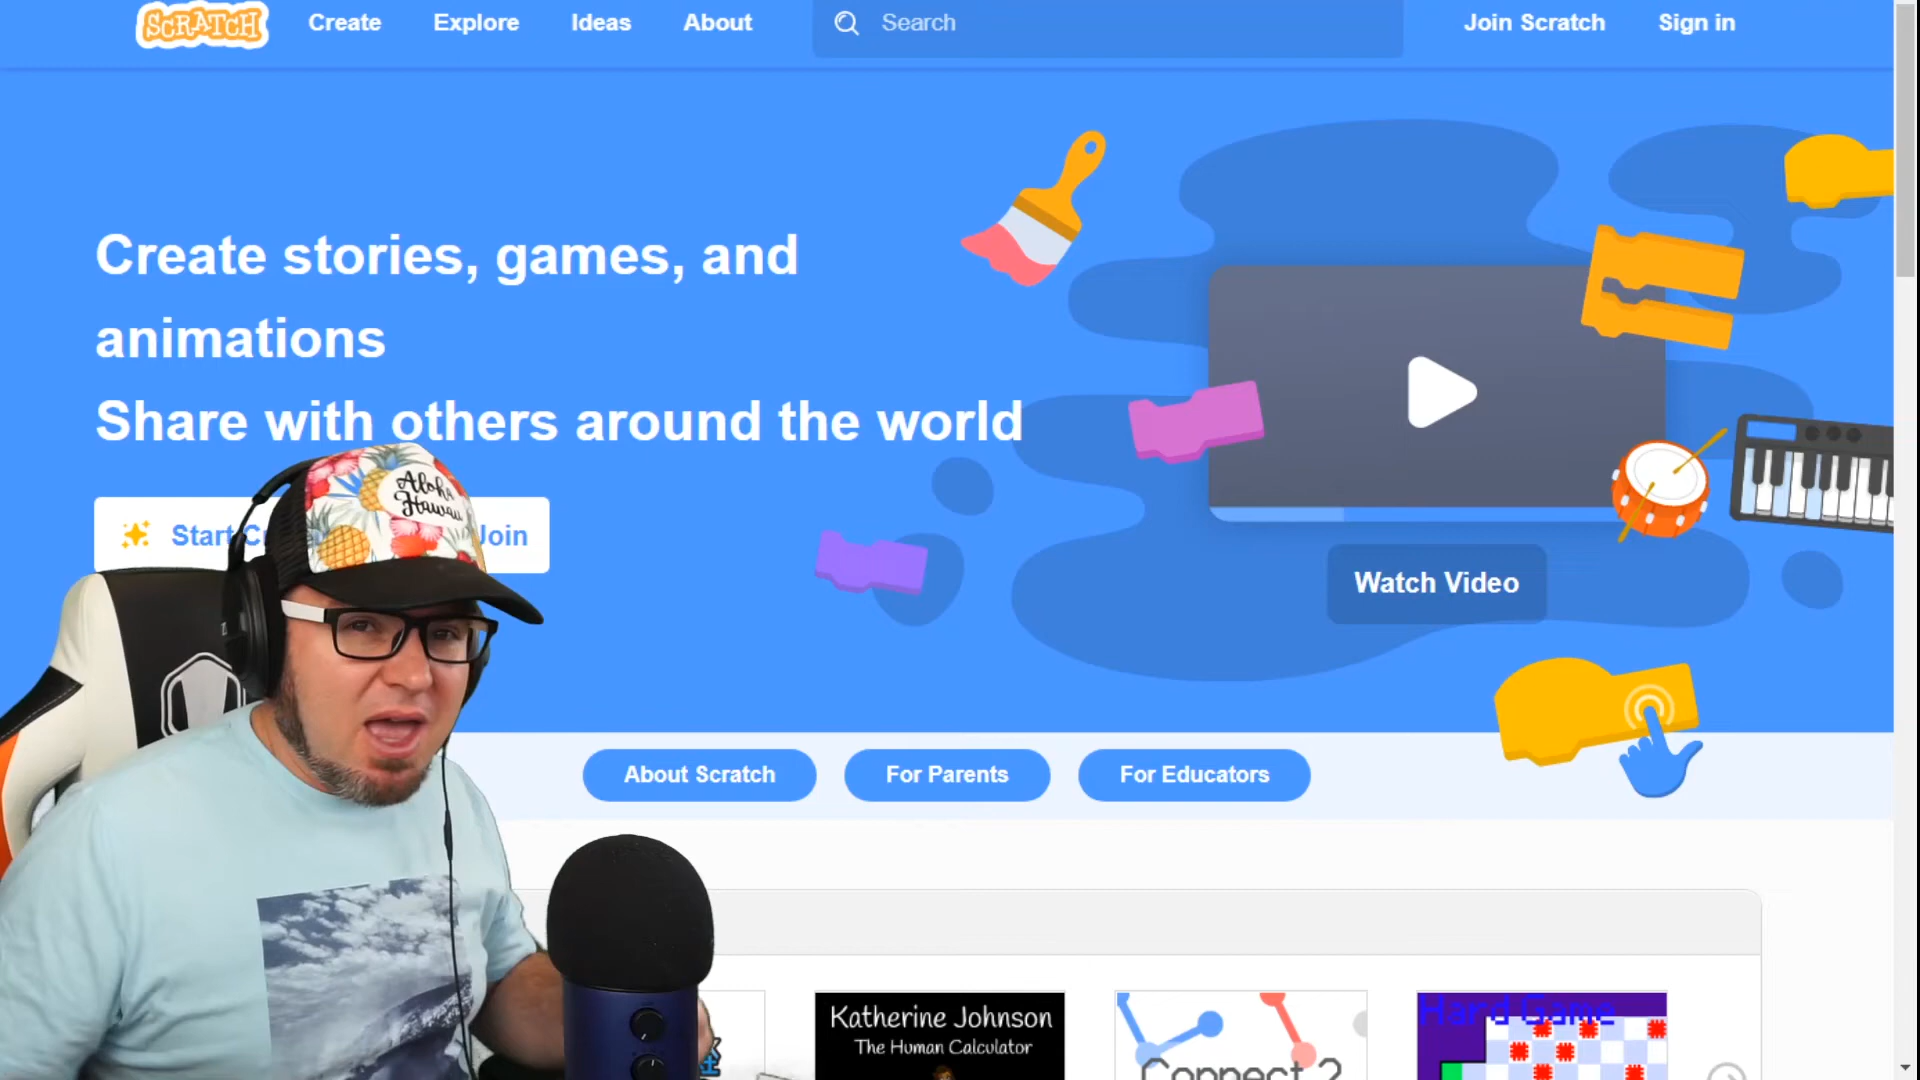 SCRATCH
Create
Explore
Ideas
About
Search
Join Scratch
Sign in
Create stories, games, and
animations
Share with others around the world
Aloha
Hawaii
Start
Join
Watch Video
About Scratch
For Parents
For Educators
Katherine Johnson
The Human Calculator
Connect 2
Hard Game